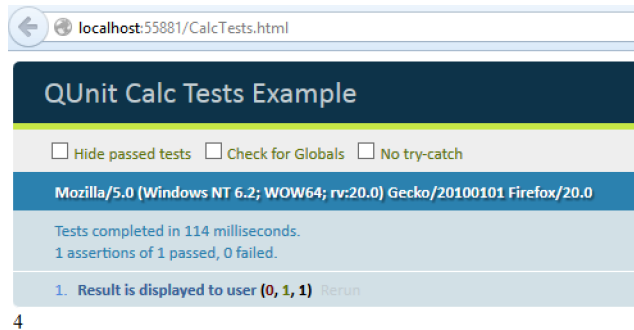 localhost:55881/CalcTests.html
QUnit Calc Tests Example
Hide passed tests Check for Globals No try-catch
Mozilla/5.0 (Windows NT 6.2; WOW64; rv:20.0) Gecko/20100101 Firefox/20.0
Tests completed in 114 milliseconds.
1 assertions of 1 passed, 0 failed.
1. Result is displayed to user (0, 1, 1) Rerun
4